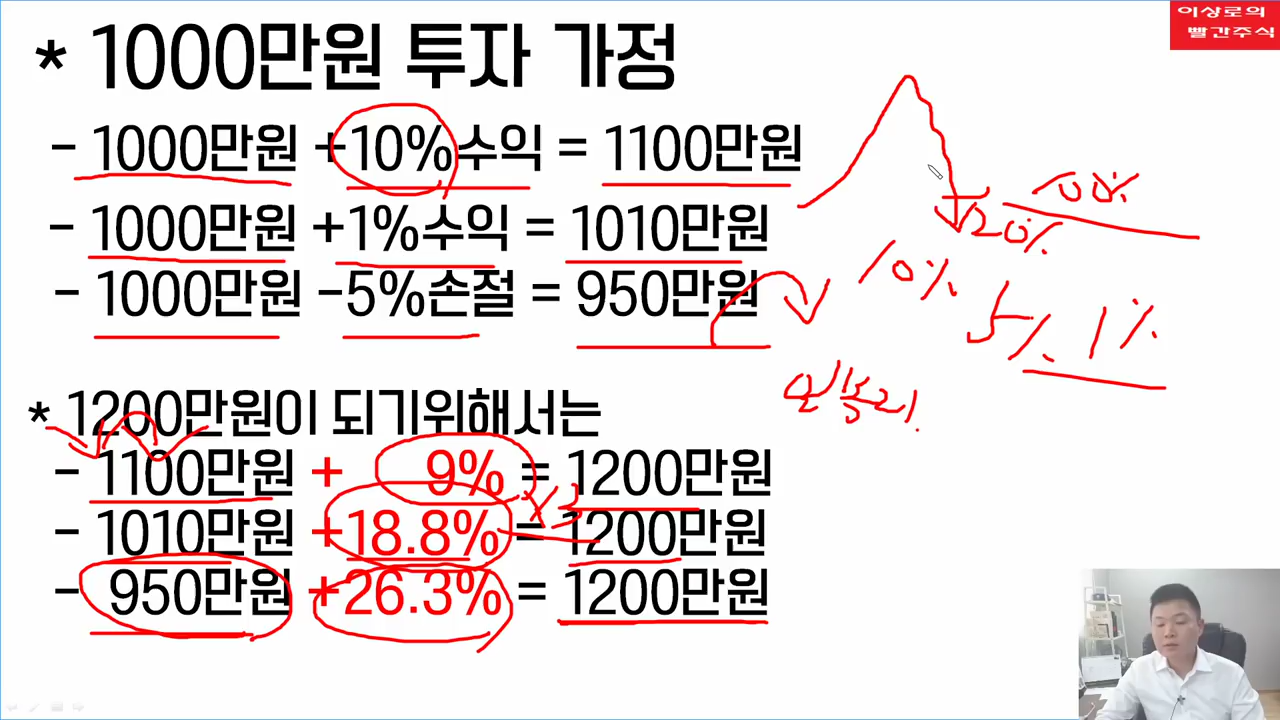 이상로의
빨간주식
* 1000만원 투자 가정
- 1000만원 +10%수익 = 1100만원
- 1000만원 +1%수익 = 1010만원
- 1000만원 -5%손절 = 950만원
100%
20%
10% 5% 1%
* 1200만원이 되기위해서는
- 1100만원 + 9% = 1200만원
- 1010만원 +18.8% = 1200만원
- 950만원 +26.3% = 1200만원